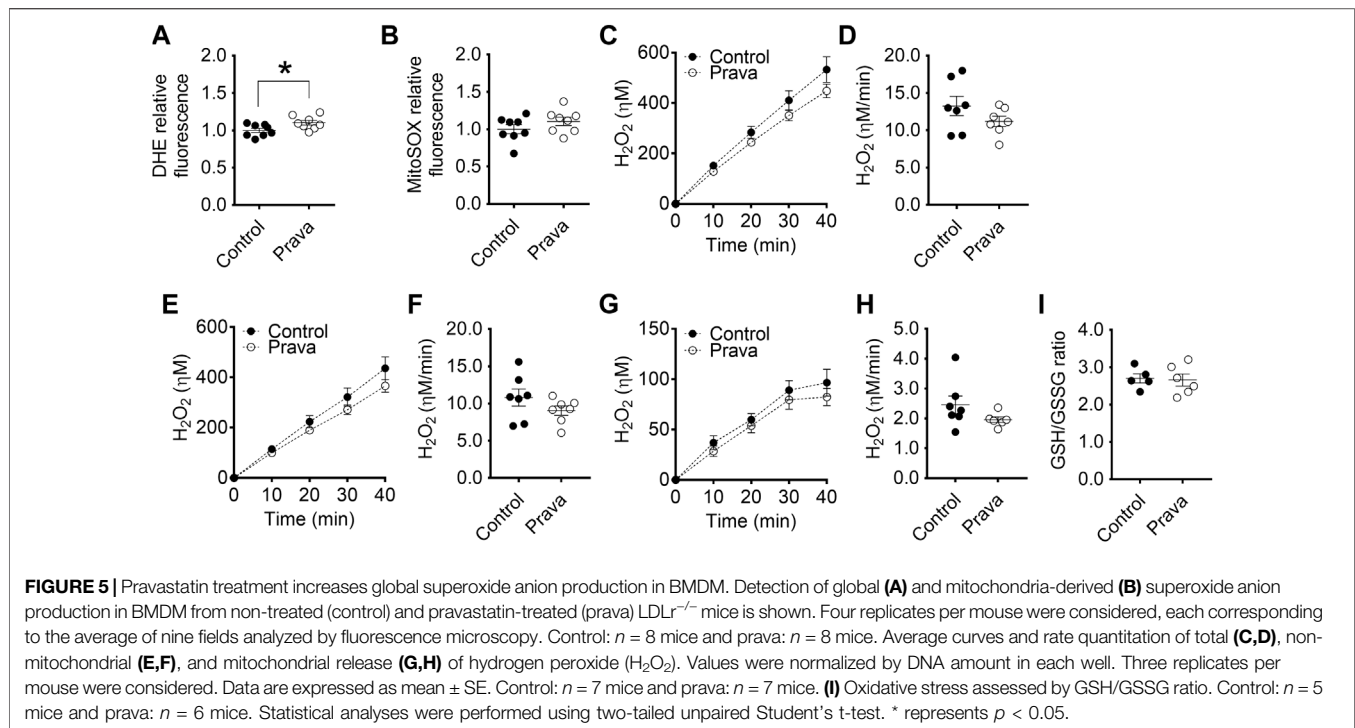 A
DHE relative
fluorescence
2.0
1.5
1.0
0.5
0.0
*
Control
Prava
B
MitoSOX relative
fluorescence
2.0
1.5
1.0
0.5
0.0
Control
Prava
C
H₂O₂ (ηM)
600
400
200
0
Control
Prava
0 10 20 30 40
Time (min)
D
H₂O₂ (ηM/min)
20.0
15.0
10.0
5.0
0.0
Control
Prava
E
H₂O₂ (ηM)
600
400
200
0
Control
Prava
0 10 20 30 40
Time (min)
F
H₂O₂ (ηM/min)
20.0
15.0
10.0
5.0
0.0
Control
Prava
G
H₂O₂ (ηM)
150
100
50
0
Control
Prava
0 10 20 30 40
Time (min)
H
H₂O₂ (ηM/min)
5.0
4.0
3.0
2.0
1.0
0.0
Control
Prava
I
GSH/GSSG ratio
4.0
3.0
2.0
1.0
0.0
Control
Prava
FIGURE 5 | Pravastatin treatment increases global superoxide anion production in BMDM. Detection of global (A) and mitochondria-derived (B) superoxide anion
production in BMDM from non-treated (control) and pravastatin-treated (prava) LDLr⁻/⁻ mice is shown. Four replicates per mouse were considered, each corresponding
to the average of nine fields analyzed by fluorescence microscopy. Control: n = 8 mice and prava: n = 8 mice. Average curves and rate quantitation of total (C,D), non-
mitochondrial (E,F), and mitochondrial release (G,H) of hydrogen peroxide (H₂O₂). Values were normalized by DNA amount in each well. Three replicates per
mouse were considered. Data are expressed as mean ± SE. Control: n = 7 mice and prava: n = 7 mice. (I) Oxidative stress assessed by GSH/GSSG ratio. Control: n = 5
mice and prava: n = 6 mice. Statistical analyses were performed using two-tailed unpaired Student's t-test. * represents p < 0.05.